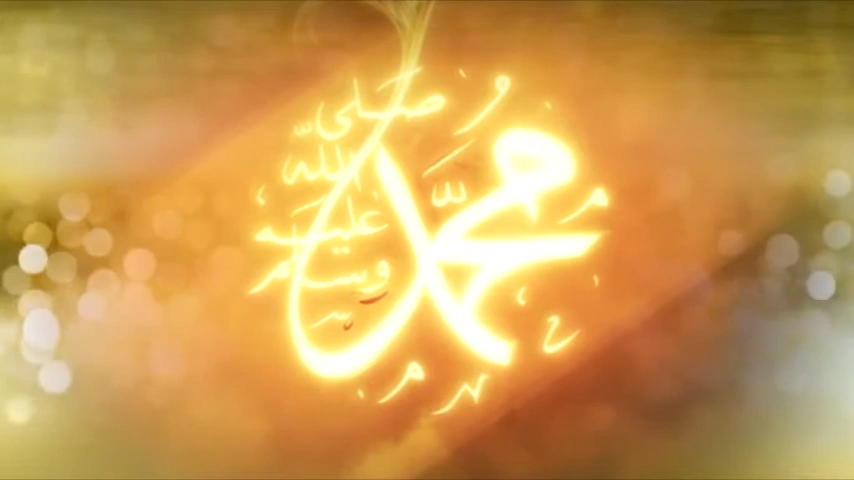 محمد
صلى
الله
عليه
وسلم